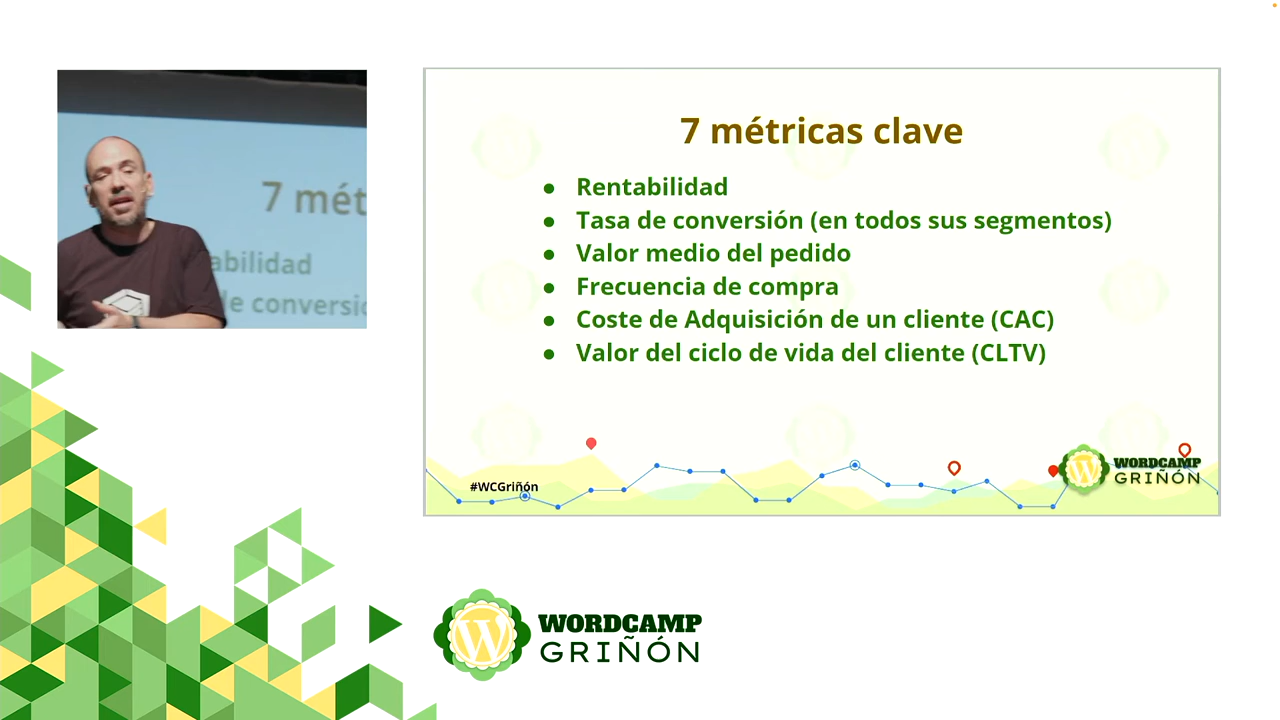 7 mét
abilidad
de conversió
7 métricas clave
● Rentabilidad
● Tasa de conversión (en todos sus segmentos)
● Valor medio del pedido
● Frecuencia de compra
● Coste de Adquisición de un cliente (CAC)
● Valor del ciclo de vida del cliente (CLTV)
#WCGriñón
WORDCAMP
GRIÑÓN
WORDCAMP
GRIÑÓN